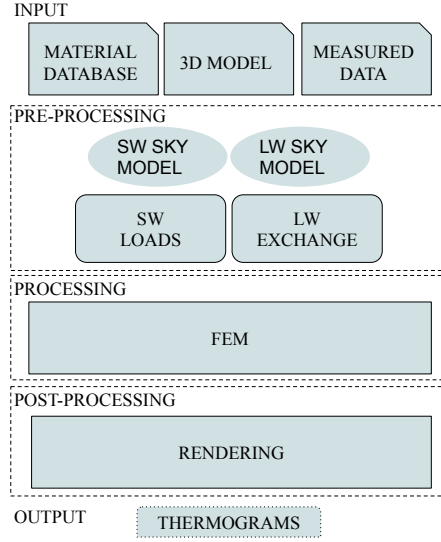 INPUT
MATERIAL
DATABASE
3D MODEL
MEASURED
DATA
PRE-PROCESSING
SW SKY
MODEL
LW SKY
MODEL
SW
LOADS
LW
EXCHANGE
PROCESSING
FEM
POST-PROCESSING
RENDERING
OUTPUT
THERMOGRAMS